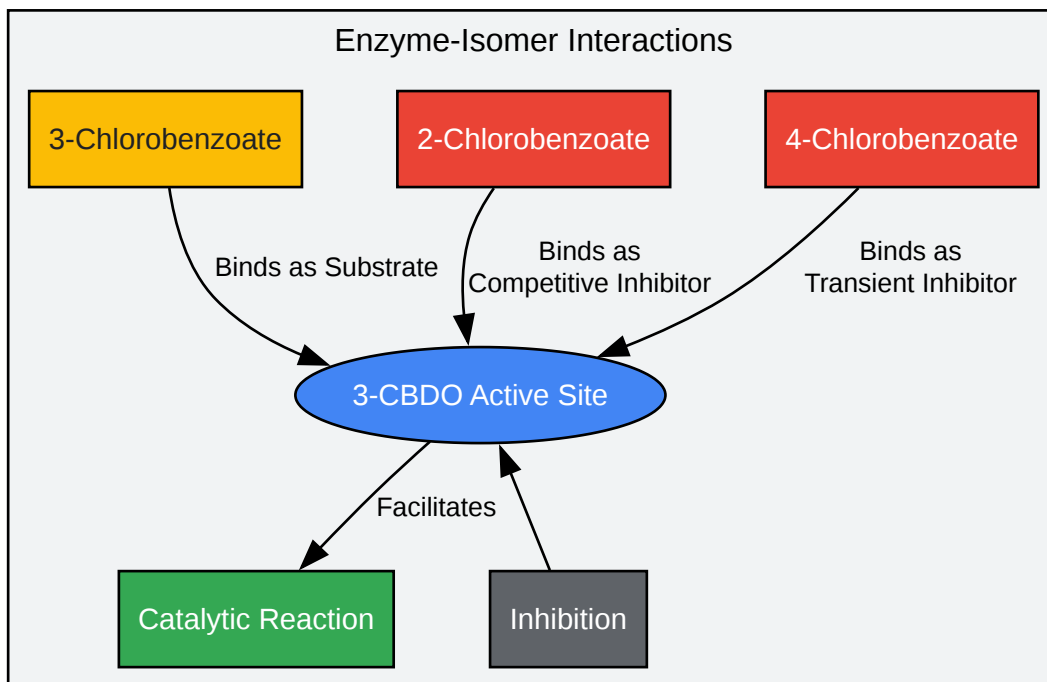 Enzyme-Isomer Interactions
3-Chlorobenzoate
2-Chlorobenzoate
4-Chlorobenzoate
Binds as Substrate
Binds as
Competitive Inhibitor
Binds as
Transient Inhibitor
3-CBDO Active Site
Facilitates
Catalytic Reaction
Inhibition